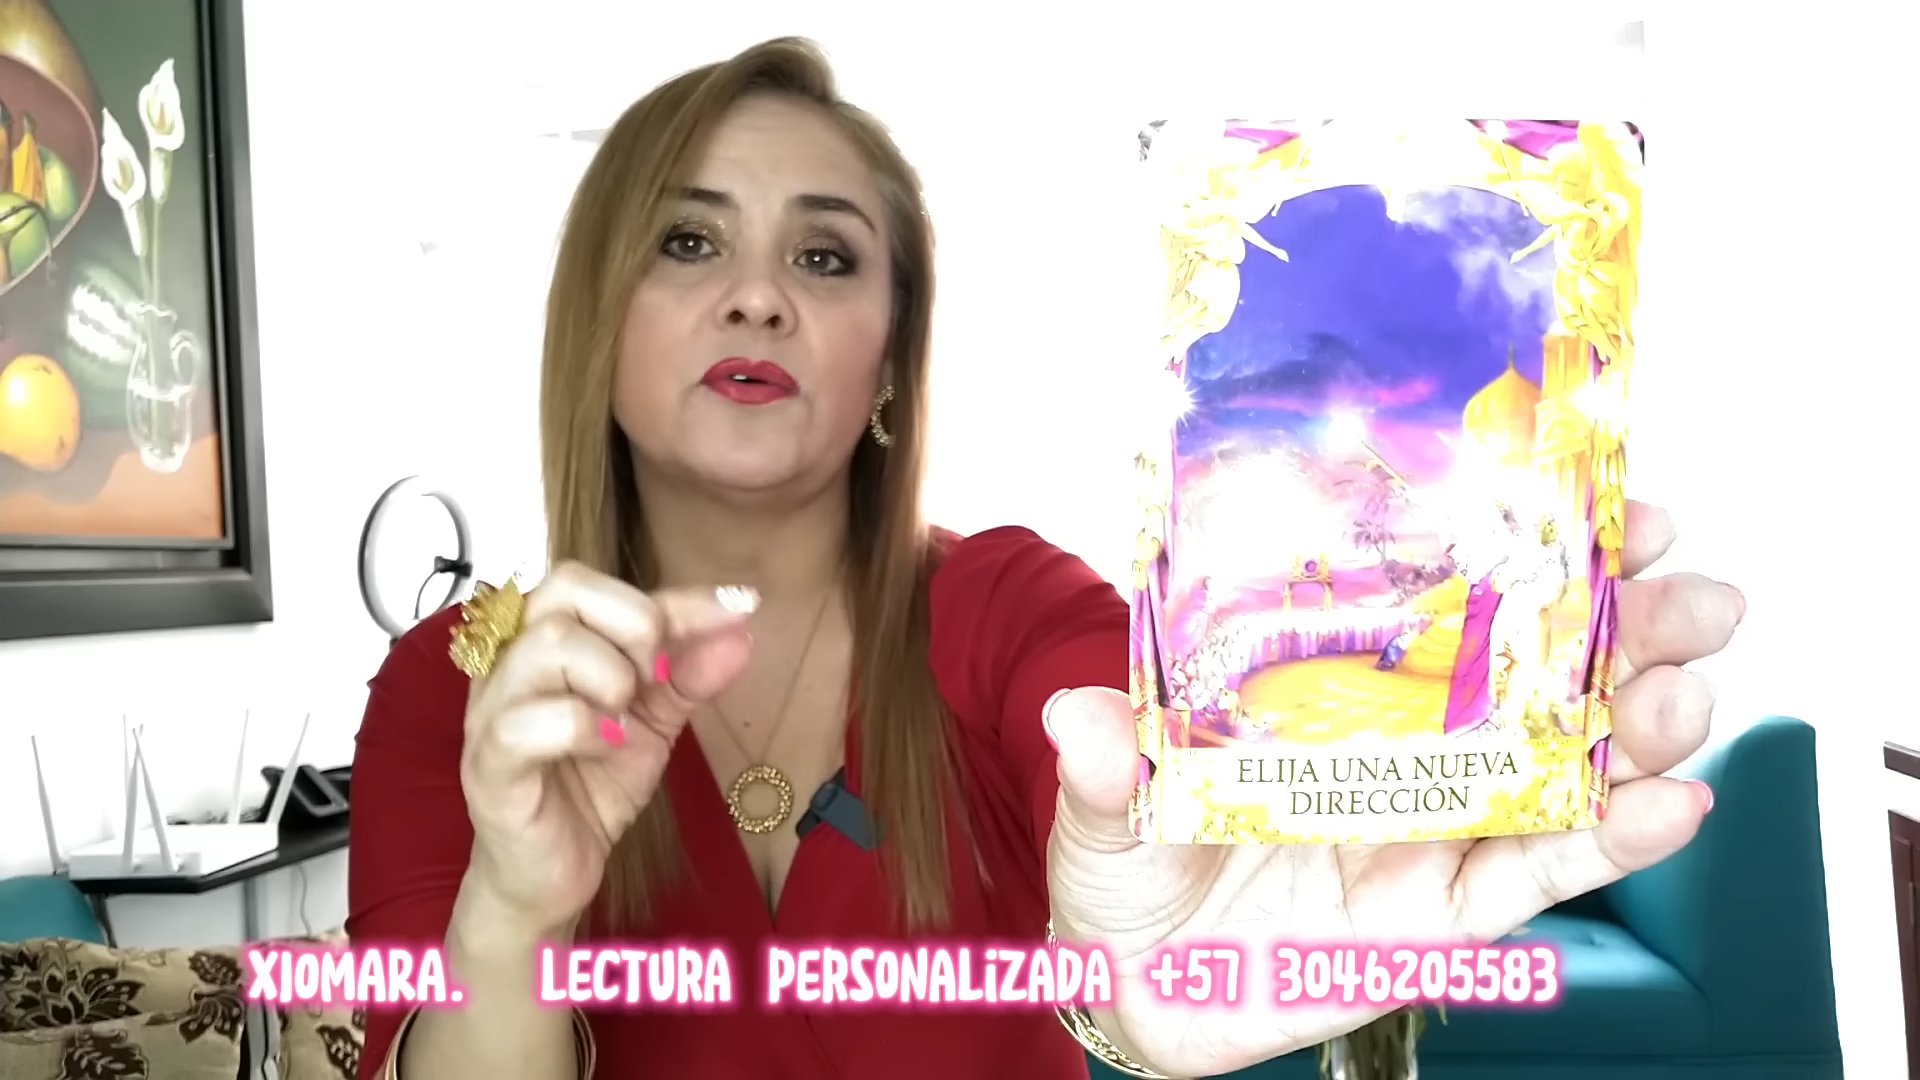 ELIJA UNA NUEVA
DIRECCIÓN
XIOMARA. LECTURA PERSONALIZADA +57 3046205583